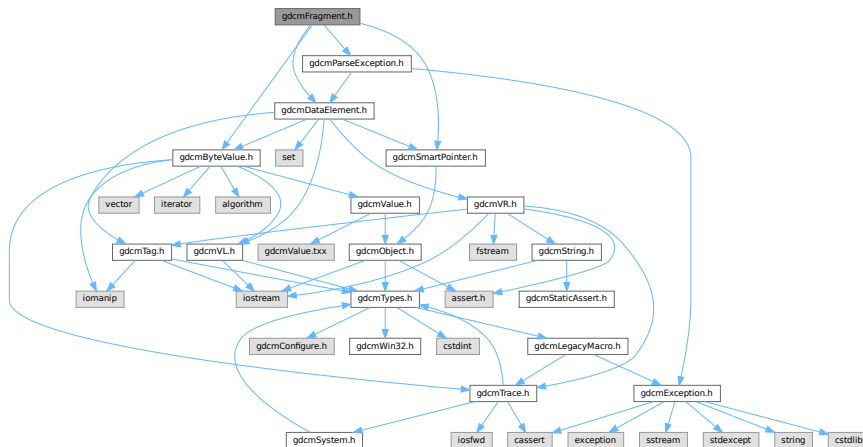 gdcmFragment.h
gdcmParseException.h
gdcmDataElement.h
gdcmByteValue.h
set
gdcmSmartPointer.h
vector
iterator
algorithm
gdcmValue.h
gdcmVR.h
gdcmTag.h
gdcmVL.h
gdcmValue.txx
gdcmObject.h
fstream
gdcmString.h
iomanip
iostream
gdcmTypes.h
assert.h
gdcmStaticAssert.h
gdcmConfigure.h
gdcmWin32.h
cstdint
gdcmLegacyMacro.h
gdcmTrace.h
gdcmException.h
gdcmSystem.h
iosfwd
cassert
exception
sstream
stdexcept
string
cstdlib